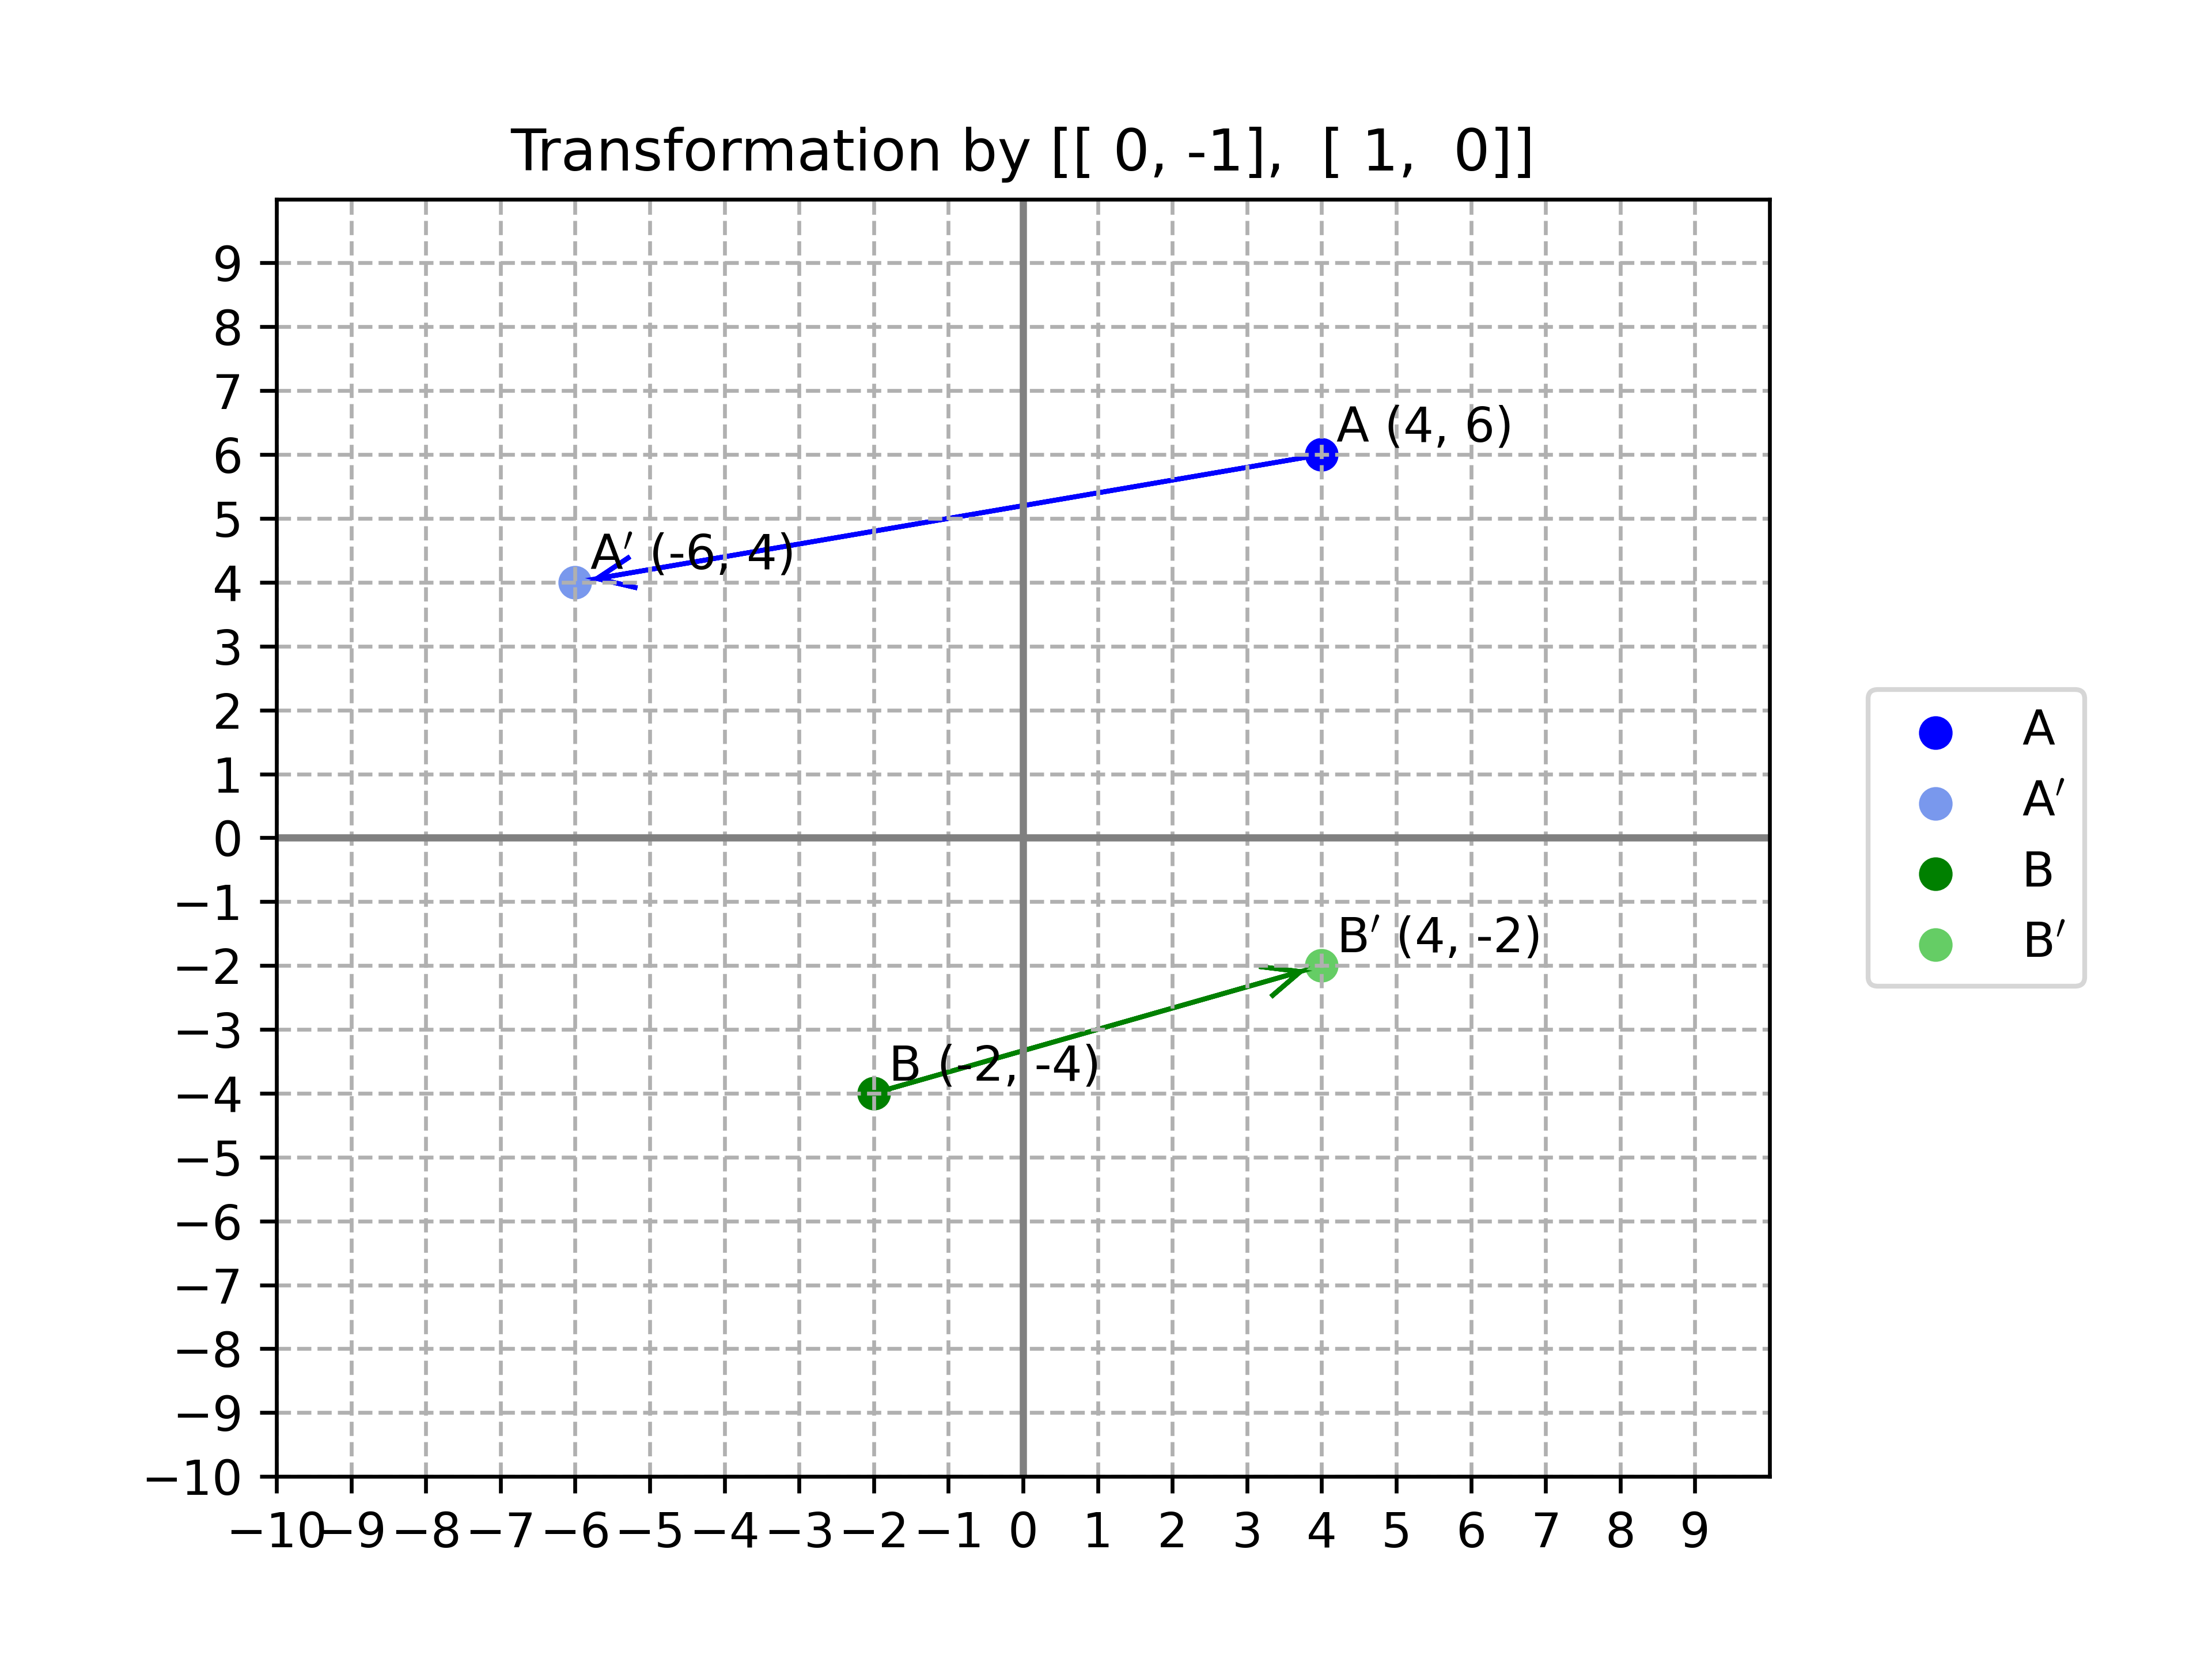 Transformation by [[ 0, -1],  [ 1,  0]]
9
8
7
6
5
4
3
2
1
0
−1
−2
−3
−4
−5
−6
−7
−8
−9
−10
A (4, 6)
A′ (-6, 4)
B′ (4, -2)
B (-2, -4)
−10 −9 −8 −7 −6 −5 −4 −3 −2 −1 0 1 2 3 4 5 6 7 8 9
A
A′
B
B′